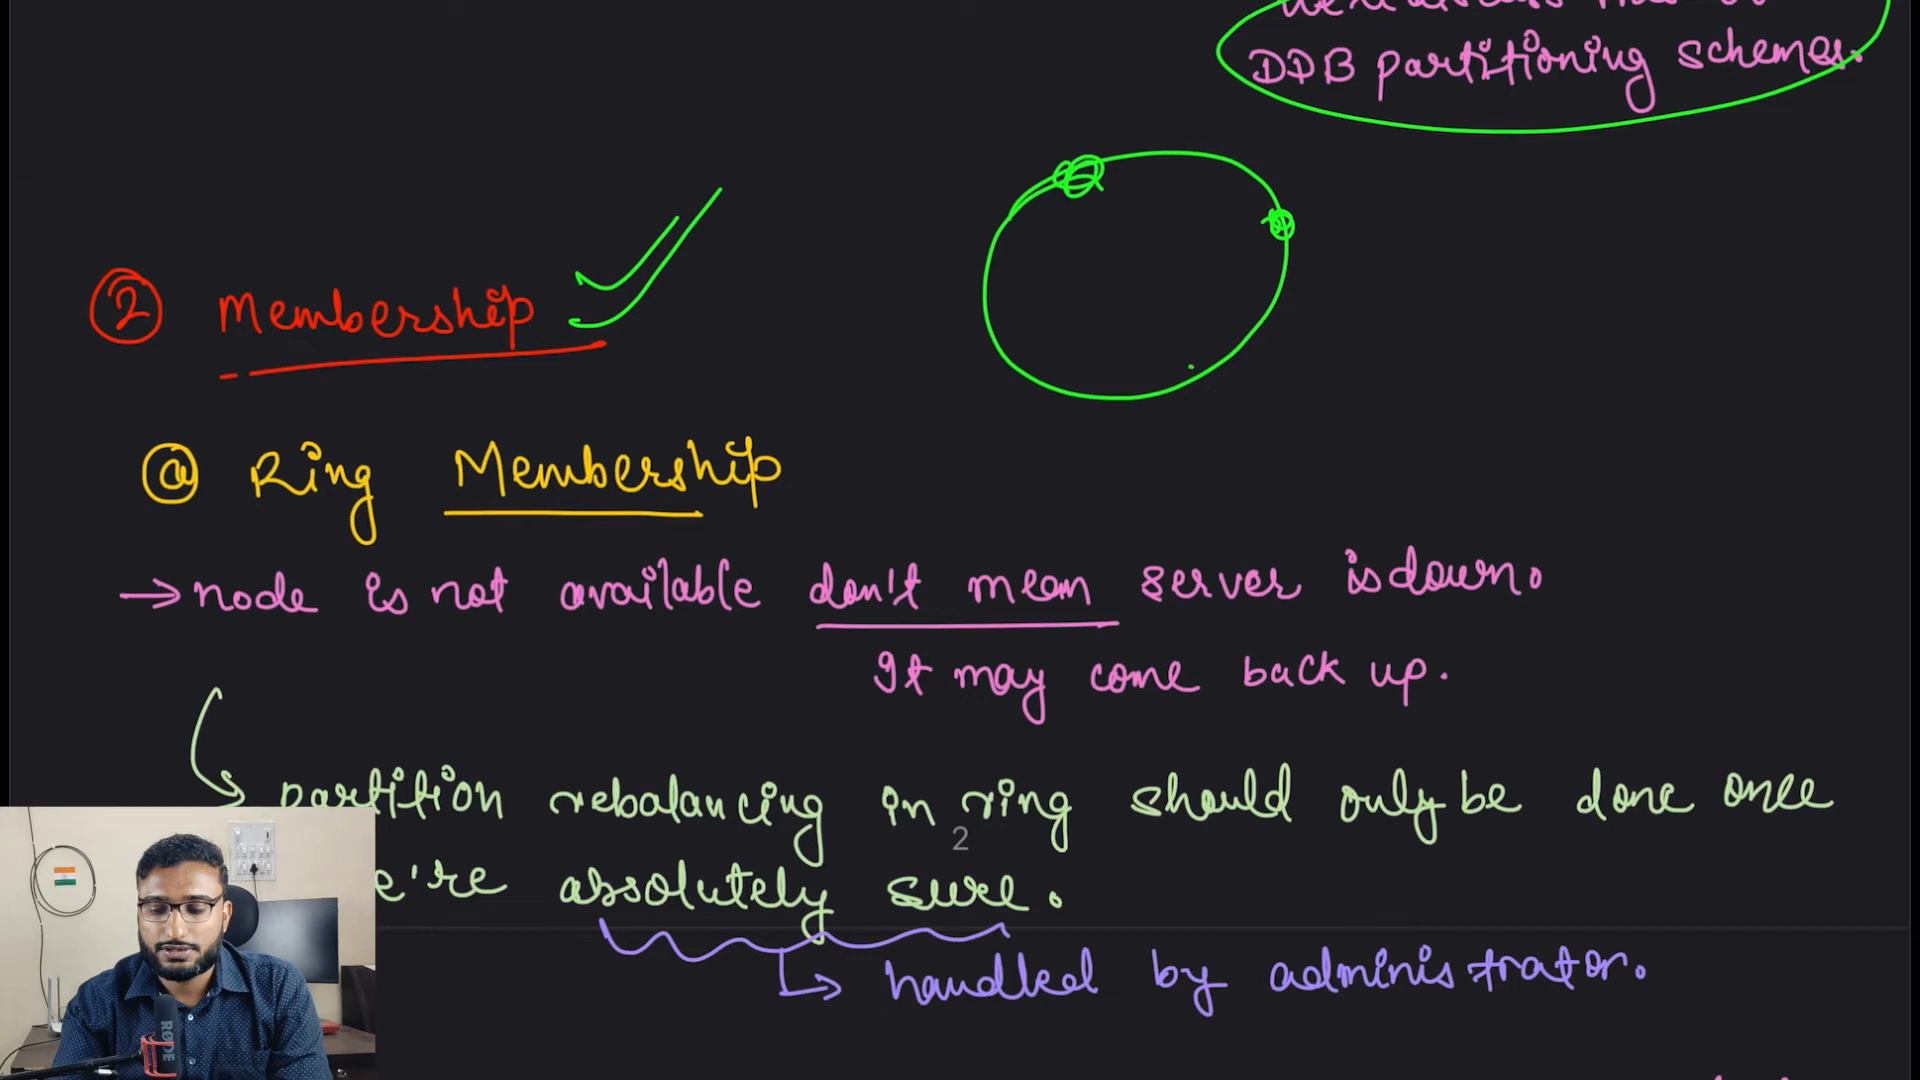 DDB partitioning schemes.
② Membership
ⓐ Ring Membership
→ node is not available don't mean server is down.
It may come back up.
partition rebalancing in ring should only be done once
e're absolutely sure.
2
handled by administrator.
RØDE